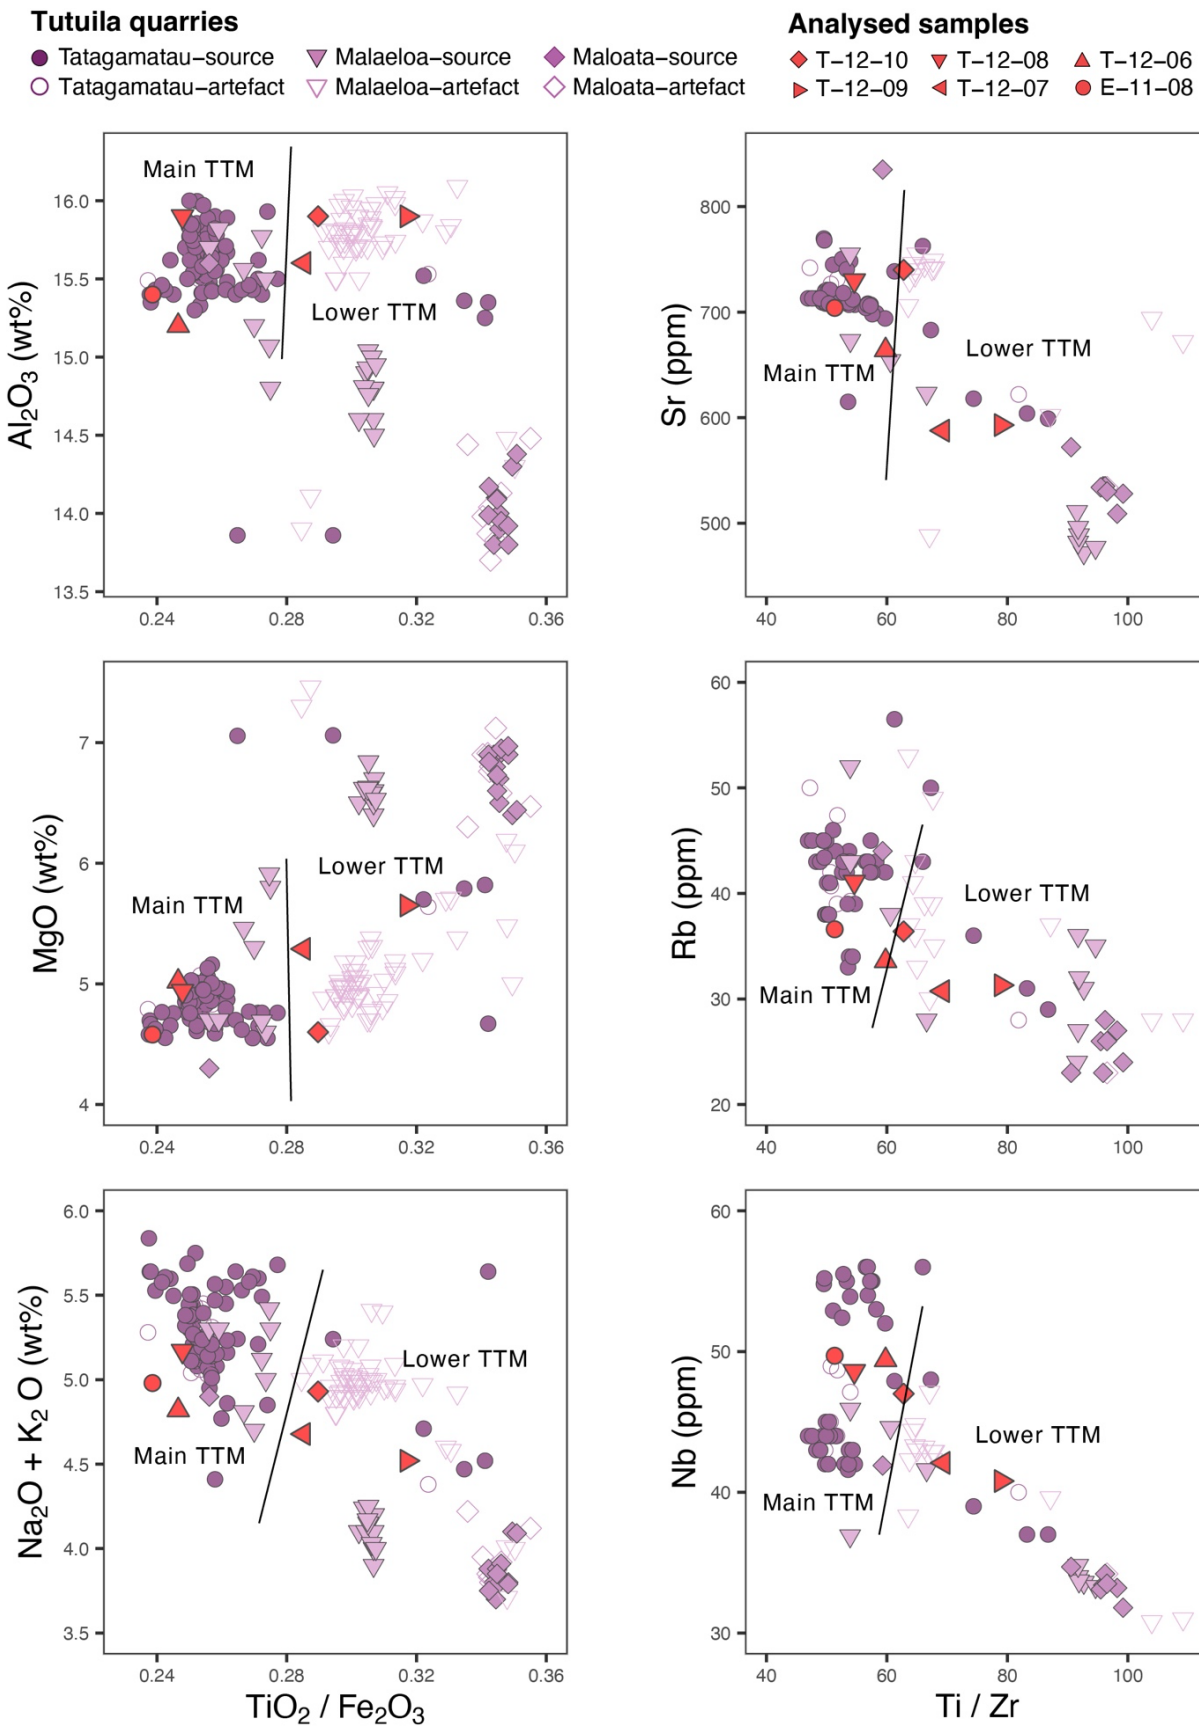 Tutuila quarries
Tatagamatau−source
Malaeloa−source
Maloata−source
Tatagamatau−artefact
Malaeloa−artefact
Maloata−artefact
Analysed samples
T−12−10
T−12−08
T−12−06
T−12−09
T−12−07
E−11−08
Al₂O₃ (wt%)
16.0
15.5
15.0
14.5
14.0
13.5
Main TTM
Lower TTM
0.24
0.28
0.32
0.36
Sr (ppm)
800
700
600
500
Main TTM
Lower TTM
40
60
80
100
MgO (wt%)
7
6
5
4
Main TTM
Lower TTM
0.24
0.28
0.32
0.36
Rb (ppm)
60
50
40
30
20
Main TTM
Lower TTM
40
60
80
100
Na₂O + K₂ O (wt%)
6.0
5.5
5.0
4.5
4.0
3.5
Main TTM
Lower TTM
0.24
0.28
0.32
0.36
TiO₂ / Fe₂O₃
Nb (ppm)
60
50
40
30
Main TTM
Lower TTM
40
60
80
100
Ti / Zr